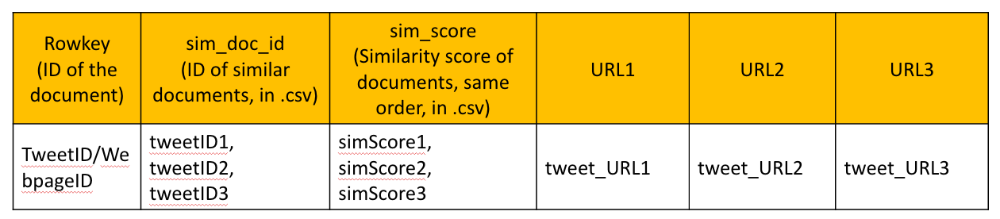 Rowkey
(ID of the
document)
sim_doc_id
(ID of similar
documents, in .csv)
sim_score
(Similarity score of
documents, same
order, in .csv)
URL1
URL2
URL3
TweetID/We
bpageID
tweetID1,
tweetID2,
tweetID3
simScore1,
simScore2,
simScore3
tweet_URL1
tweet_URL2
tweet_URL3